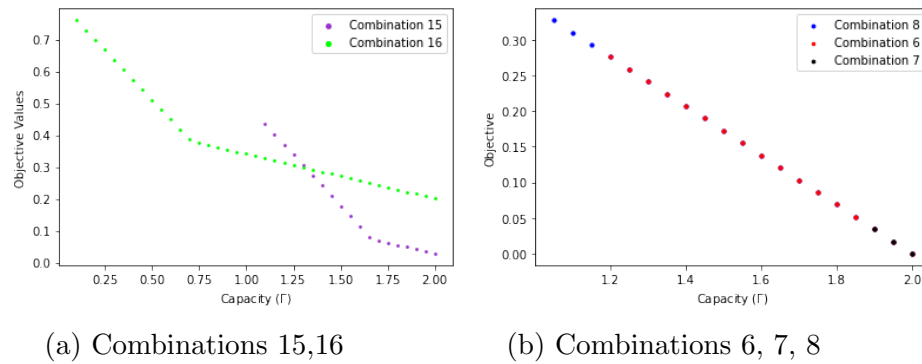 Combination 15
Combination 16
0.7
0.6
0.5
0.4
0.3
0.2
0.1
0.0
Objective Values
0.25 0.50 0.75 1.00 1.25 1.50 1.75 2.00
Capacity (Γ)
(a) Combinations 15,16
Combination 8
Combination 6
Combination 7
0.30
0.25
0.20
0.15
0.10
0.05
0.00
Objective
1.2 1.4 1.6 1.8 2.0
Capacity (Γ)
(b) Combinations 6, 7, 8